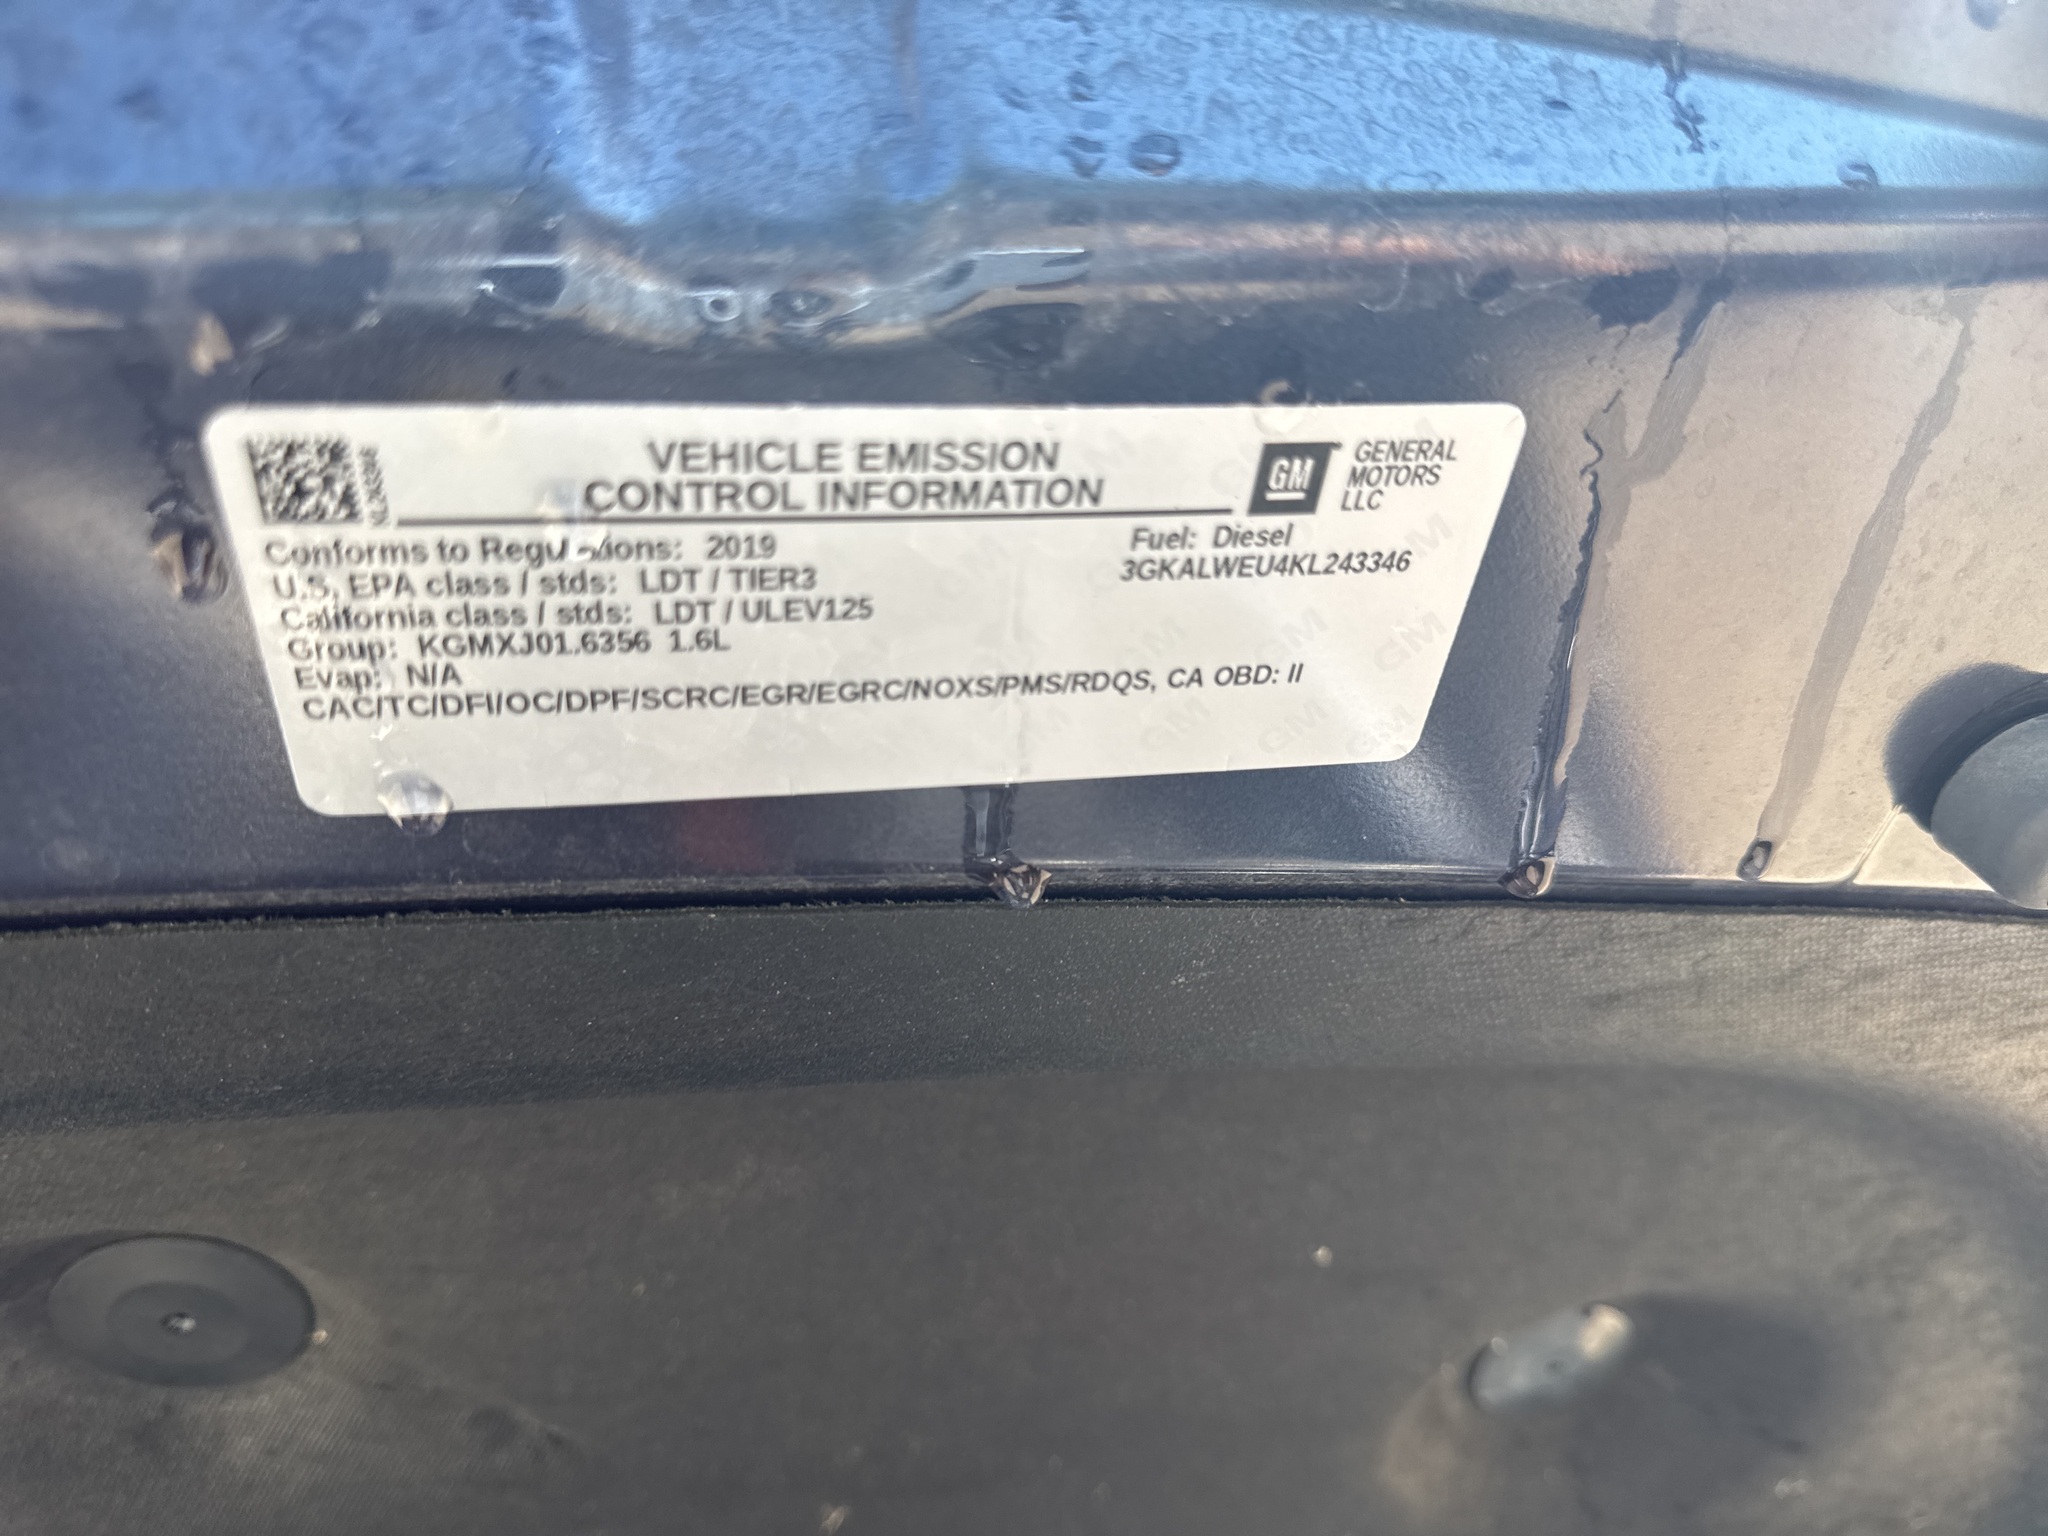 VEHICLE EMISSION
CONTROL INFORMATION
GM
GENERAL
MOTORS
LLC
Conforms to Regulations: 2019
U.S. EPA class / stds: LDT / TIER3
California class / stds: LDT / ULEV125
Group: KGMXJ01.6356 1.6L
Evap: N/A
CAC/TC/DFI/OC/DPF/SCRC/EGR/EGRC/NOXS/PMS/RDQS, CA OBD: II
Fuel: Diesel
3GKALWEU4KL243346